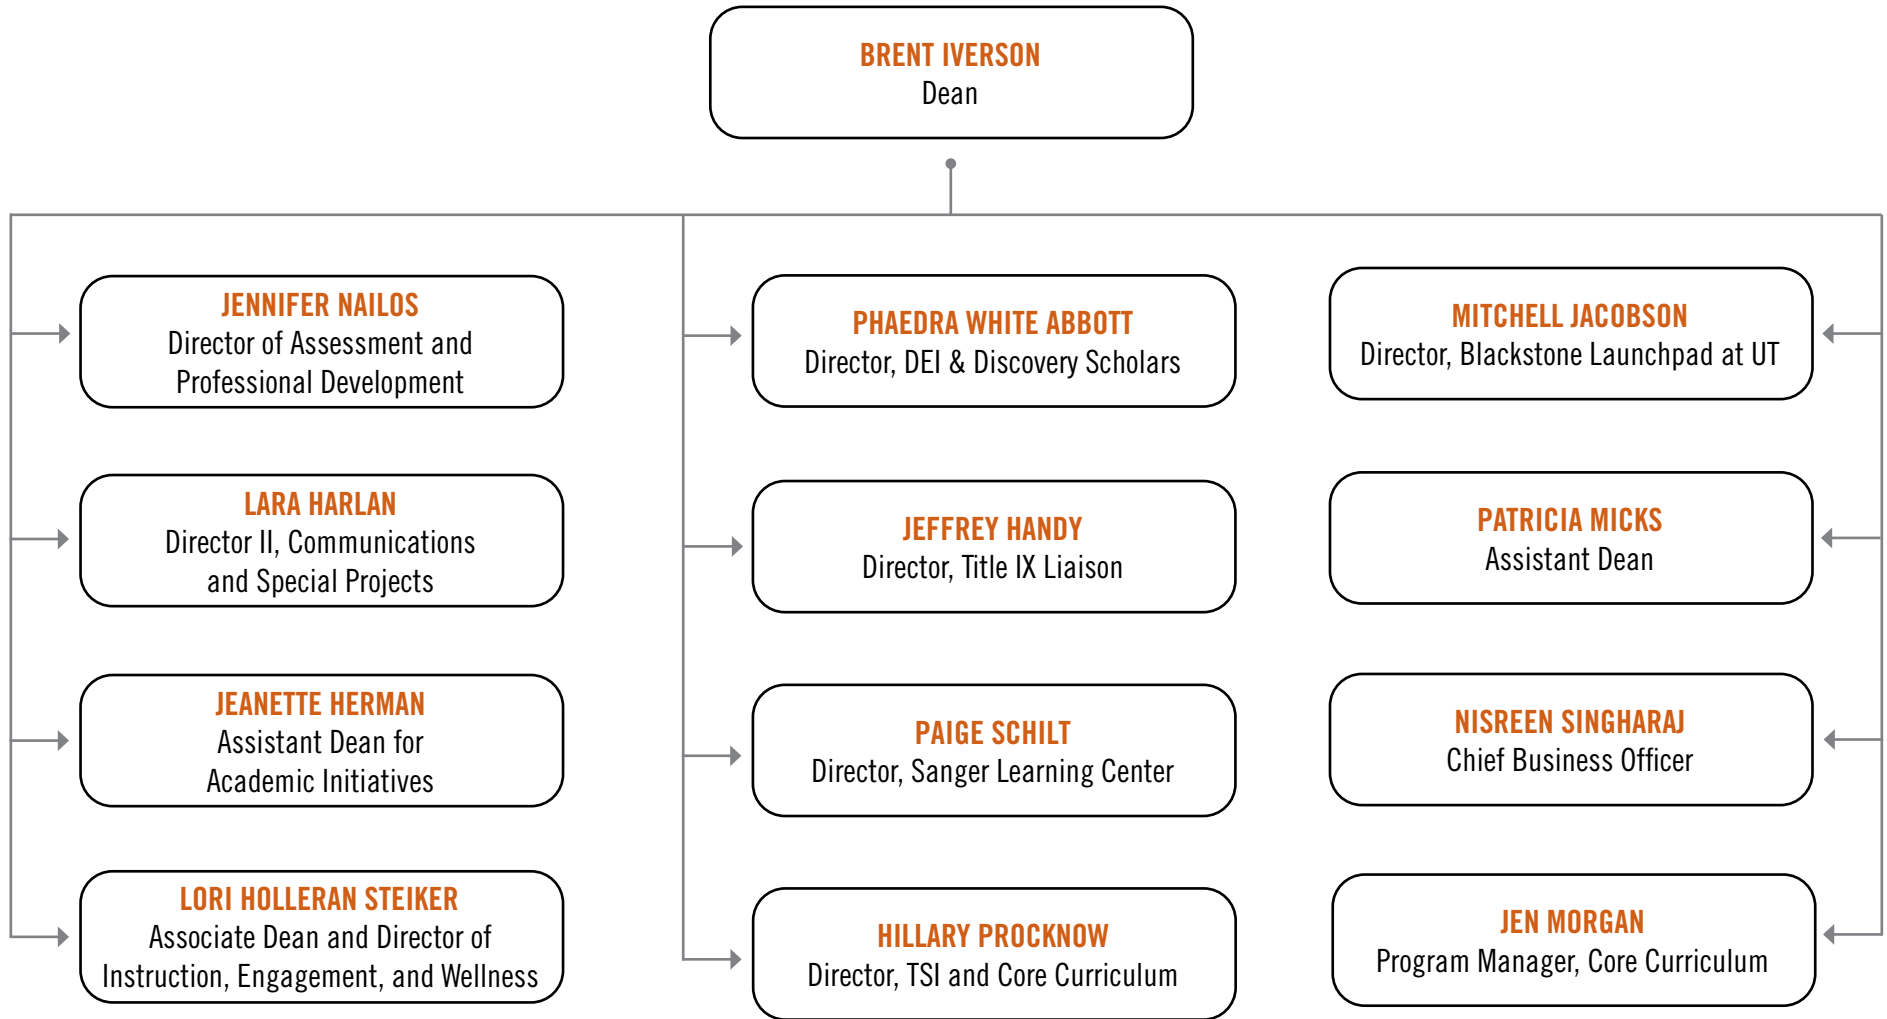 BRENT IVERSON
Dean
JENNIFER NAILOS
Director of Assessment and
Professional Development
LARA HARLAN
Director II, Communications
and Special Projects
JEANETTE HERMAN
Assistant Dean for
Academic Initiatives
LORI HOLLERAN STEIKER
Associate Dean and Director of
Instruction, Engagement, and Wellness
PHAEDRA WHITE ABBOTT
Director, DEI & Discovery Scholars
JEFFREY HANDY
Director, Title IX Liaison
PAIGE SCHILT
Director, Sanger Learning Center
HILLARY PROCKNOW
Director, TSI and Core Curriculum
MITCHELL JACOBSON
Director, Blackstone Launchpad at UT
PATRICIA MICKS
Assistant Dean
NISREEN SINGHARAJ
Chief Business Officer
JEN MORGAN
Program Manager, Core Curriculum